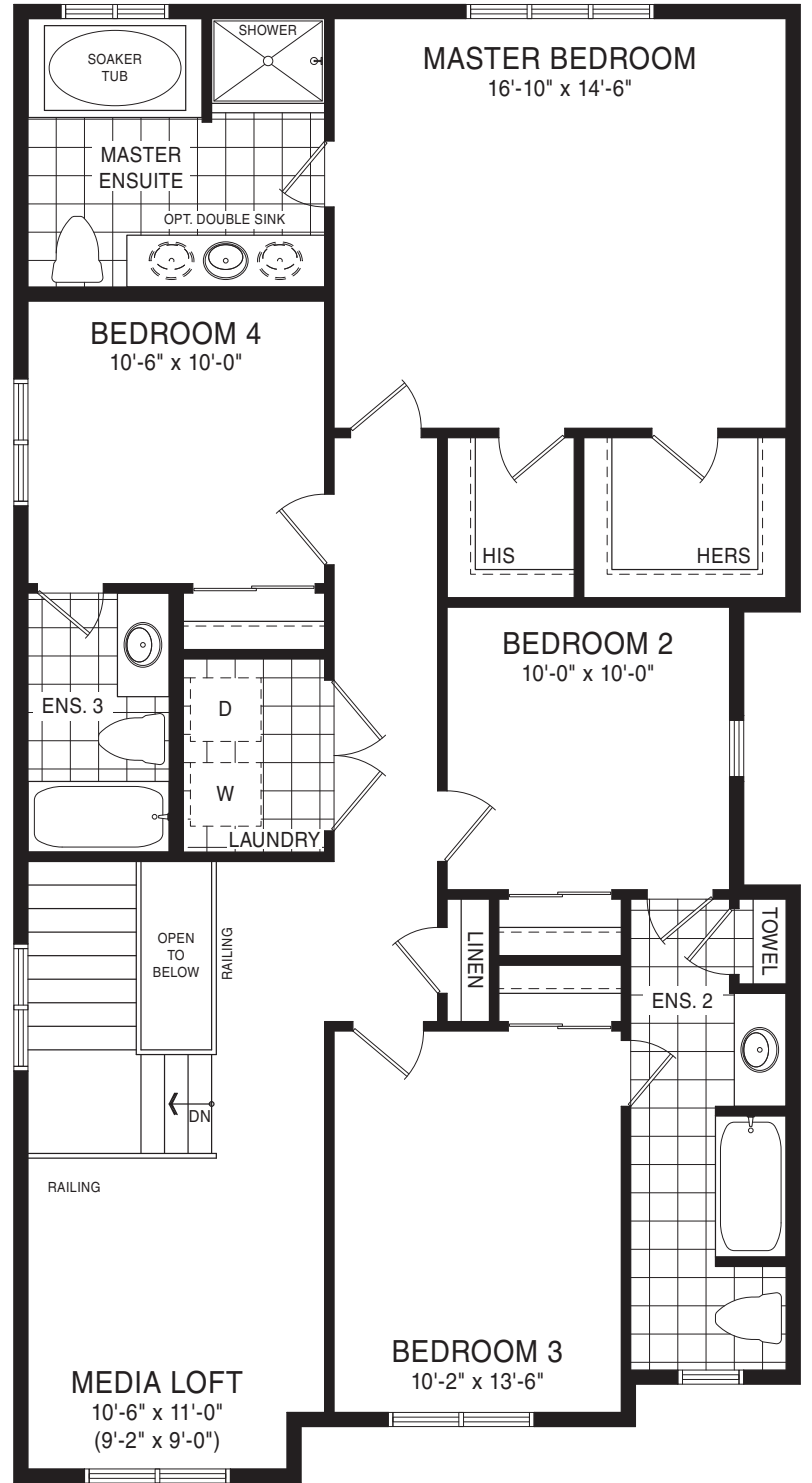 SHOWER
SOAKER
TUB
MASTER BEDROOM
16'-10" x 14'-6"
MASTER
ENSUITE
OPT. DOUBLE SINK
BEDROOM 4
10'-6" x 10'-0"
HIS
HERS
BEDROOM 2
10'-0" x 10'-0"
ENS. 3
D
W
LAUNDRY
OPEN
TO
BELOW
RAILING
LINEN
TOWEL
ENS. 2
DN
RAILING
BEDROOM 3
10'-2" x 13'-6"
MEDIA LOFT
10'-6" x 11'-0"
(9'-2" x 9'-0")